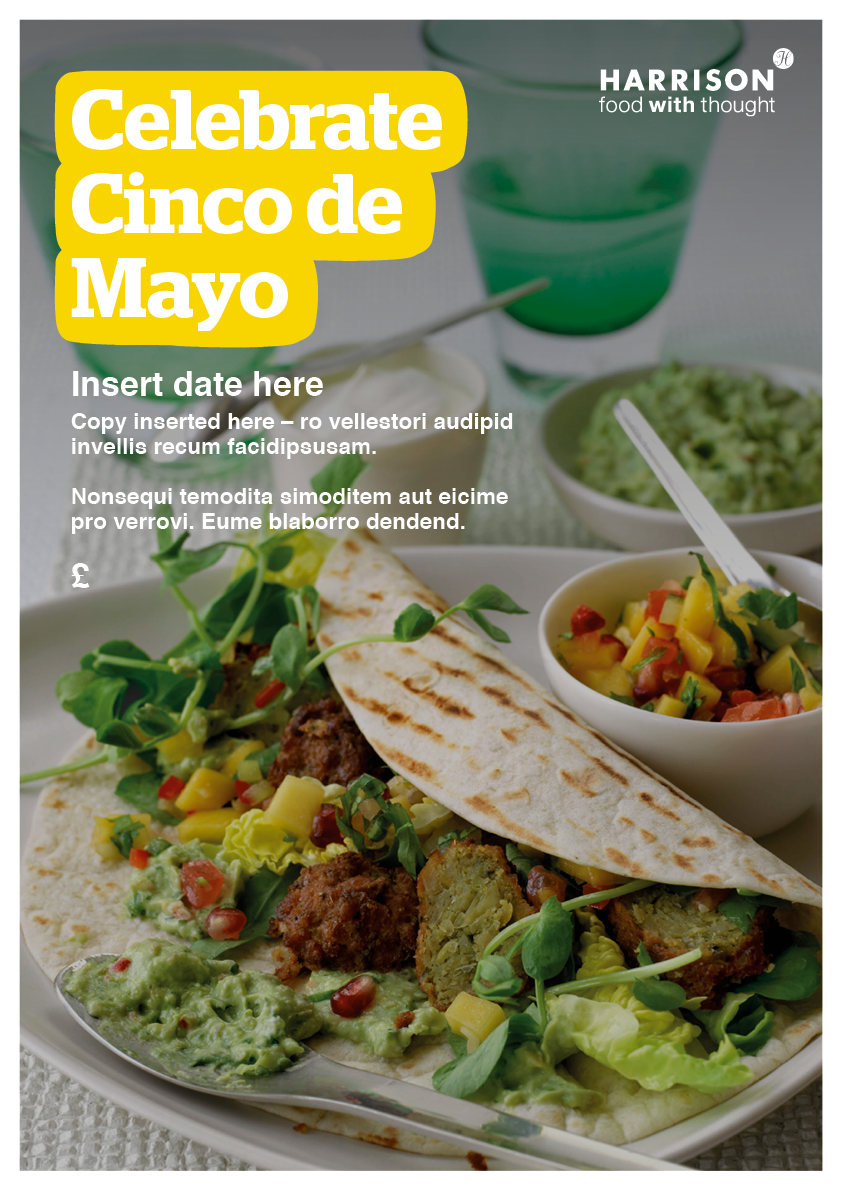 Celebrate
Cinco de
Mayo
HARRISON
H
food with thought
Insert date here
Copy inserted here – ro vellestori audipid
invellis recum facidipsusam.
Nonsequi temodita simoditem aut eicime
pro verrovi. Eume blaborro dendend.
£